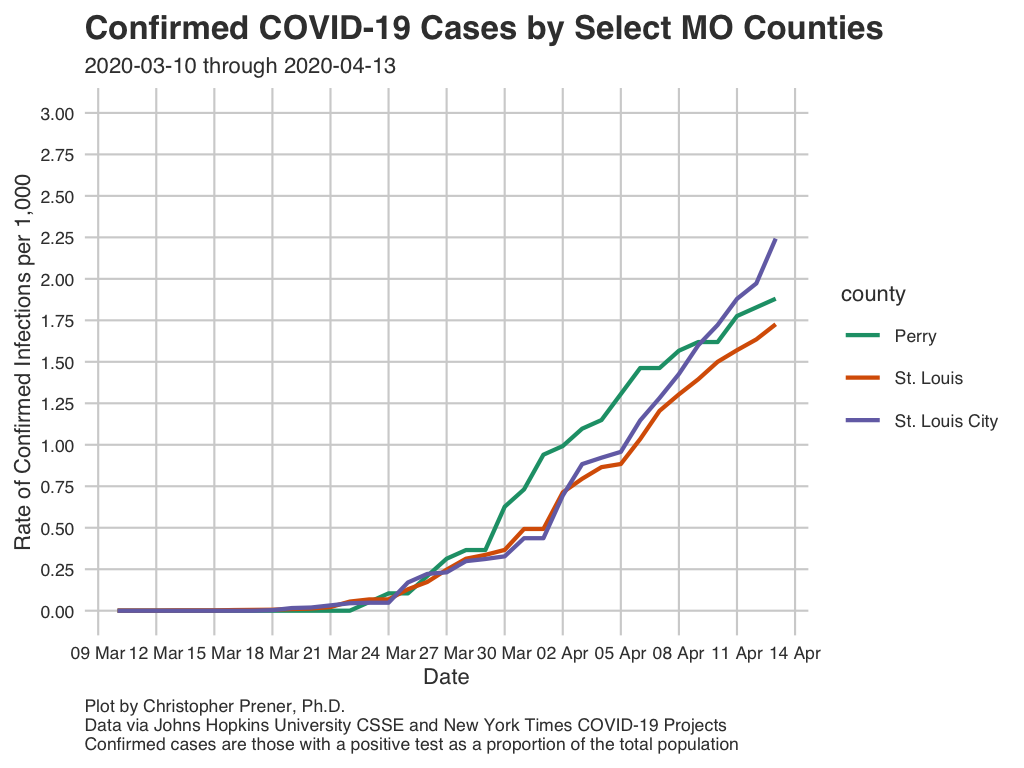 Confirmed COVID-19 Cases by Select MO Counties
2020-03-10 through 2020-04-13
Rate of Confirmed Infections per 1,000
3.00
2.75
2.50
2.25
2.00
1.75
1.50
1.25
1.00
0.75
0.50
0.25
0.00
09 Mar 12 Mar 15 Mar 18 Mar 21 Mar 24 Mar 27 Mar 30 Mar 02 Apr 05 Apr 08 Apr 11 Apr 14 Apr
Date
county
Perry
St. Louis
St. Louis City
Plot by Christopher Prener, Ph.D.
Data via Johns Hopkins University CSSE and New York Times COVID-19 Projects
Confirmed cases are those with a positive test as a proportion of the total population